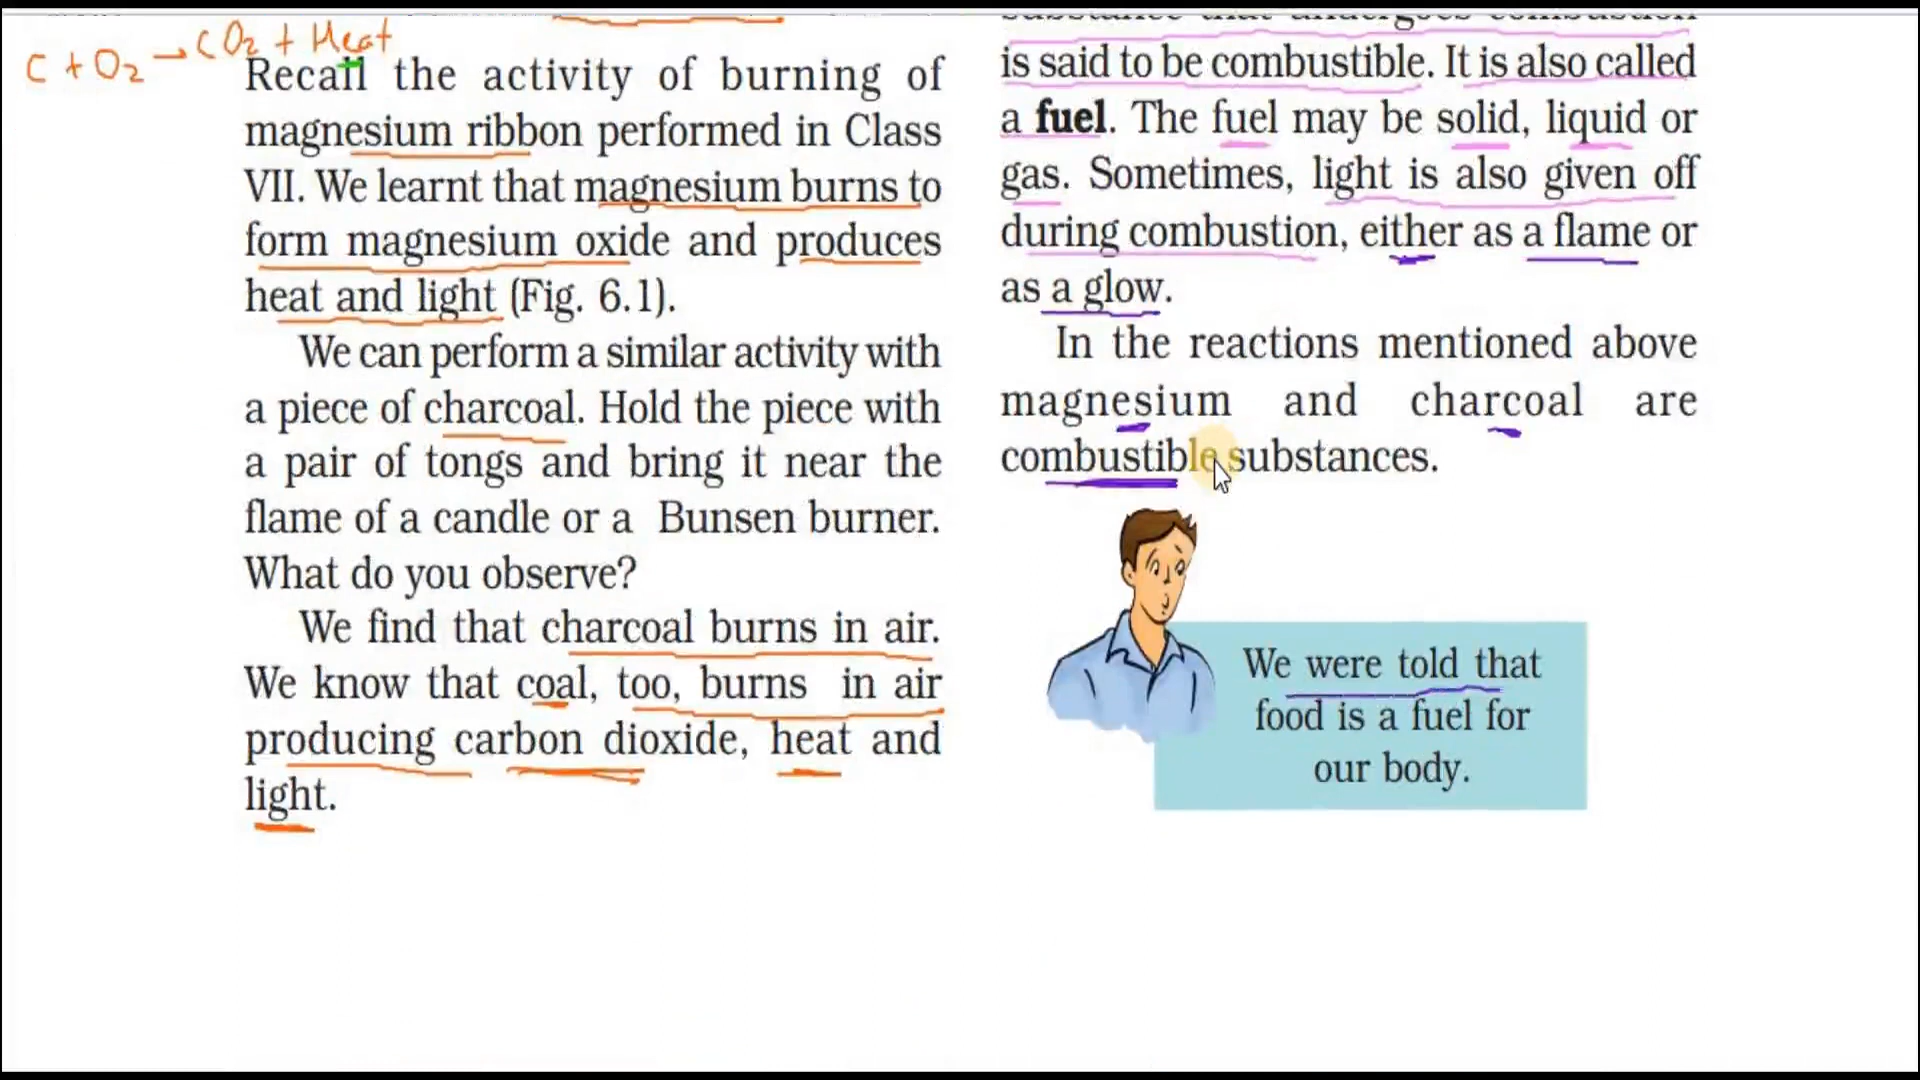 C + O2 → CO2 + Heat
Recall the activity of burning of
magnesium ribbon performed in Class
VII. We learnt that magnesium burns to
form magnesium oxide and produces
heat and light (Fig. 6.1).
We can perform a similar activity with
a piece of charcoal. Hold the piece with
a pair of tongs and bring it near the
flame of a candle or a Bunsen burner.
What do you observe?
We find that charcoal burns in air.
We know that coal, too, burns in air
producing carbon dioxide, heat and
light.
substance that undergoes combustion
is said to be combustible. It is also called
a fuel. The fuel may be solid, liquid or
gas. Sometimes, light is also given off
during combustion, either as a flame or
as a glow.
In the reactions mentioned above
magnesium and charcoal are
combustible substances.
We were told that
food is a fuel for
our body.